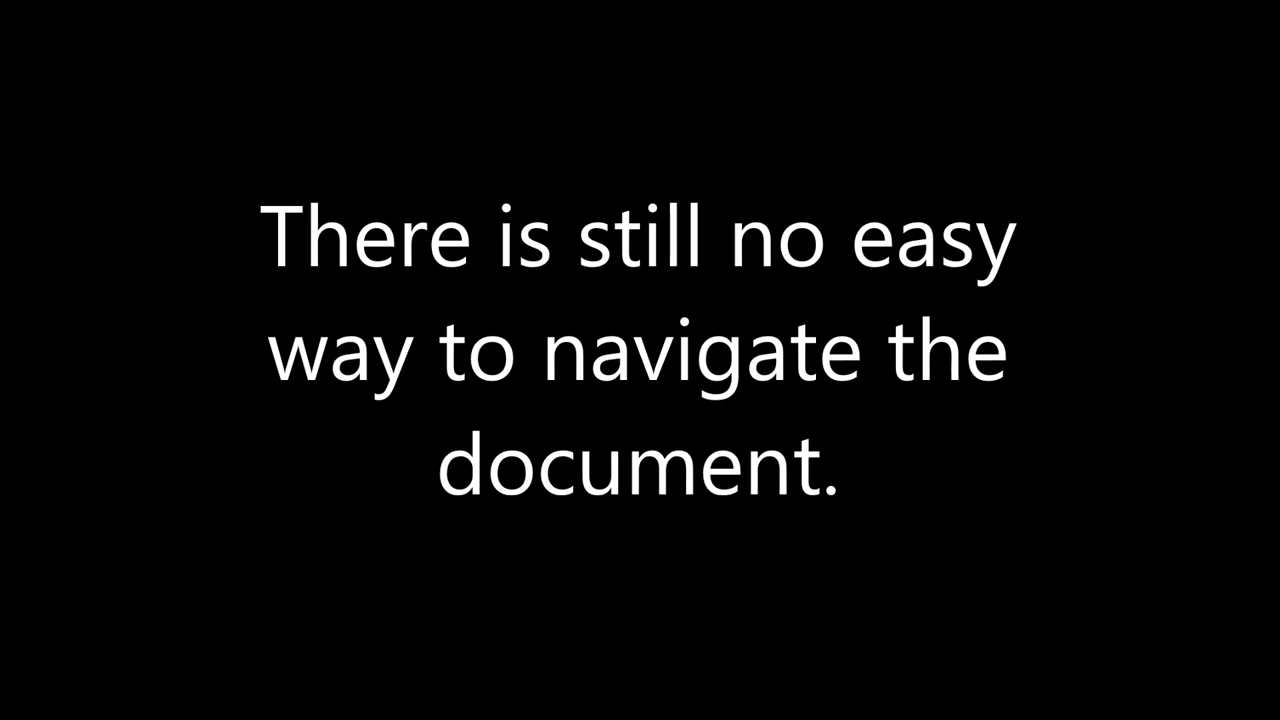 There is still no easy
way to navigate the
document.